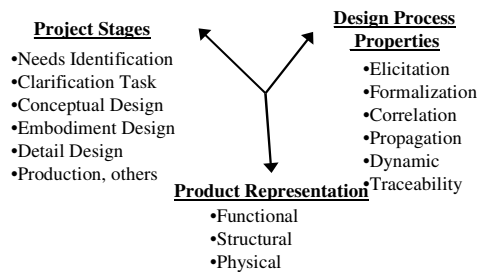 Project Stages
•Needs Identification
•Clarification Task
•Conceptual Design
•Embodiment Design
•Detail Design
•Production, others
Design Process
Properties
•Elicitation
•Formalization
•Correlation
•Propagation
•Dynamic
•Traceability
Product Representation
•Functional
•Structural
•Physical